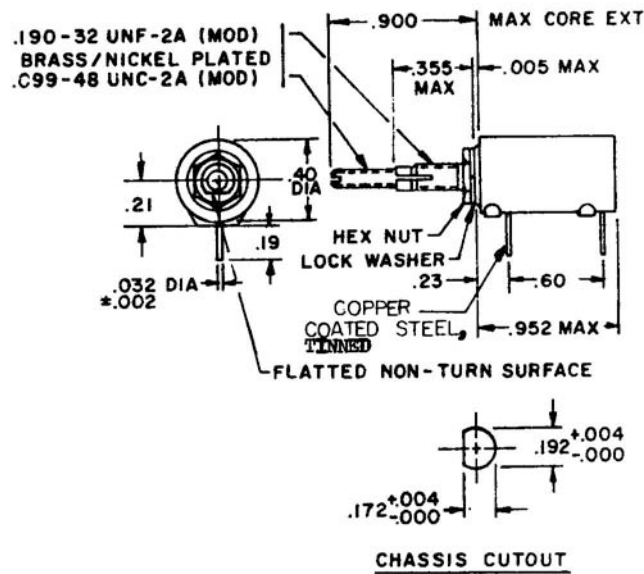 .900 MAX CORE EXT
.190-32 UNF-2A (MOD)
BRASS/NICKEL PLATED
.C99-48 UNC-2A (MOD)
.355 MAX
.005 MAX
.40 DIA
.21
.19
HEX NUT
LOCK WASHER
.23
.60
.032 DIA
±.002
COPPER
COATED STEEL,
TINNED
.952 MAX
FLATTED NON-TURN SURFACE
.192 +.004 -.000
.172 +.004 -.000
CHASSIS CUTOUT